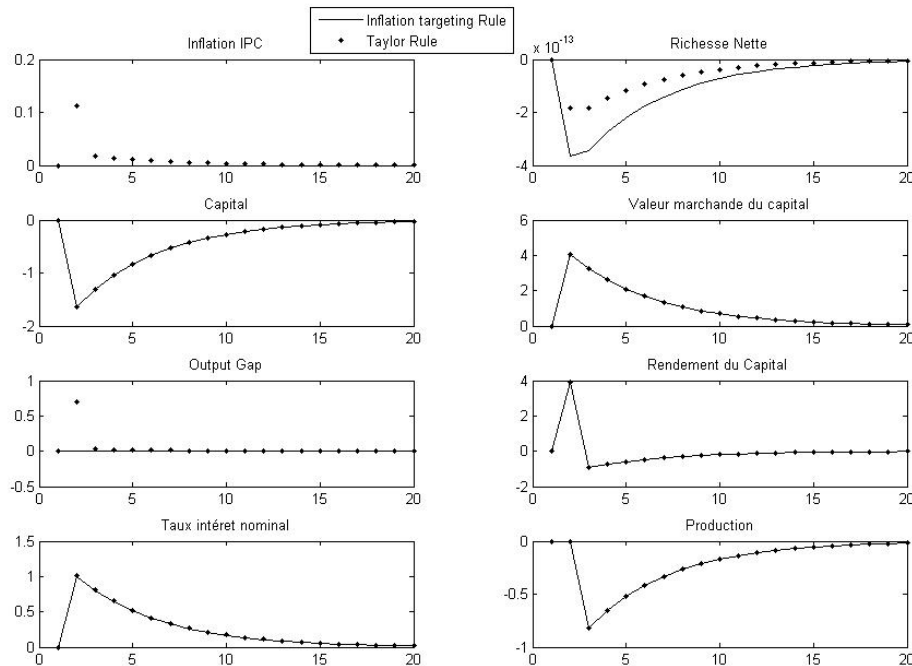 Inflation targeting Rule
Taylor Rule
Inflation IPC
0.2
0.1
0
0 5 10 15 20
x 10-13
Richesse Nette
0
-2
-4
0 5 10 15 20
Capital
0
-1
-2
0 5 10 15 20
Valeur marchande du capital
6
4
2
0
0 5 10 15 20
Output Gap
1
0.5
0
-0.5
0 5 10 15 20
Rendement du Capital
4
2
0
-2
0 5 10 15 20
Taux intéret nominal
1.5
1
0.5
0
0 5 10 15 20
Production
0
-0.5
-1
0 5 10 15 20